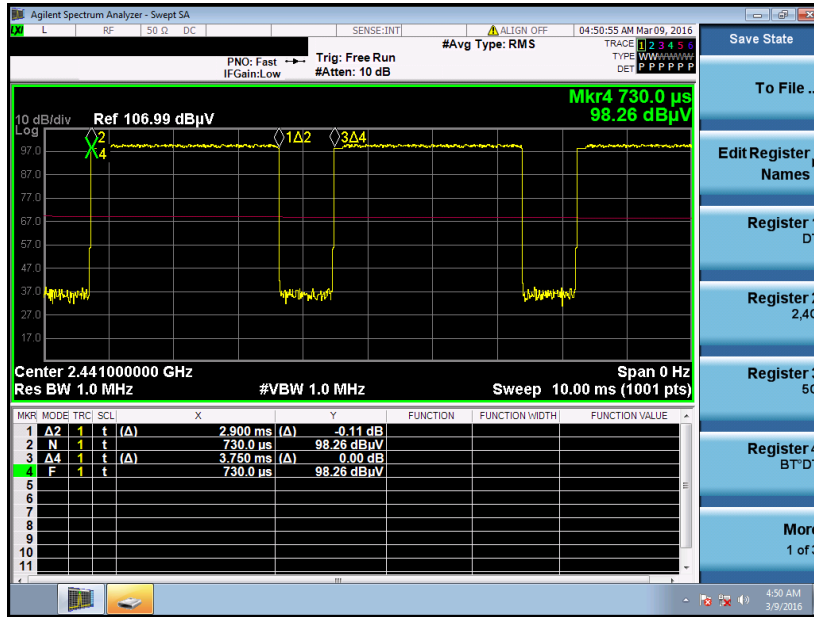 Agilent Spectrum Analyzer - Swept SA
LXI L RF 50 Ω DC SENSE:INT ALIGN OFF 04:50:55 AM Mar 09, 2016
#Avg Type: RMS TRACE 1 2 3 4 5 6
PNO: Fast Trig: Free Run TYPE WWWWWW
IFGain:Low #Atten: 10 dB DET P P P P P P
Mkr4 730.0 µs
10 dB/div Ref 106.99 dBµV 98.26 dBµV
Log
2 1Δ2 3Δ4
97.0 4
87.0
77.0
67.0
57.0
47.0
37.0
27.0
17.0
Center 2.441000000 GHz Span 0 Hz
Res BW 1.0 MHz #VBW 1.0 MHz Sweep 10.00 ms (1001 pts)
MKR MODE TRC SCL X Y FUNCTION FUNCTION WIDTH FUNCTION VALUE
1 Δ2 1 t (Δ) 2.900 ms (Δ) -0.11 dB
2 N 1 t 730.0 µs 98.26 dBµV
3 Δ4 1 t (Δ) 3.750 ms (Δ) 0.00 dB
4 F 1 t 730.0 µs 98.26 dBµV
5
6
7
8
9
10
11
Save State
To File ..
Edit Register
Names
Register
Register
2,4
Register
Register
More
1 of
4:50 AM
3/9/2016